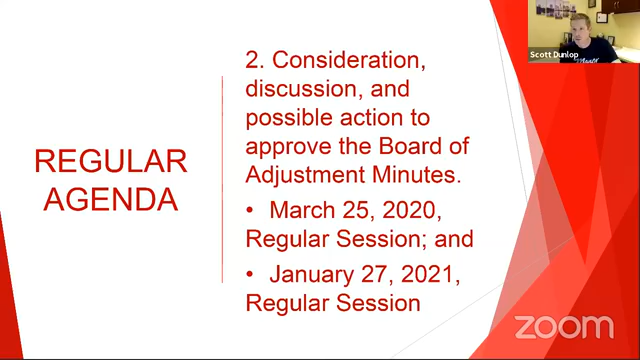 Scott Dunlop
REGULAR
AGENDA
2. Consideration,
discussion, and
possible action to
approve the Board of
Adjustment Minutes.
• March 25, 2020,
Regular Session; and
• January 27, 2021,
Regular Session
zoom